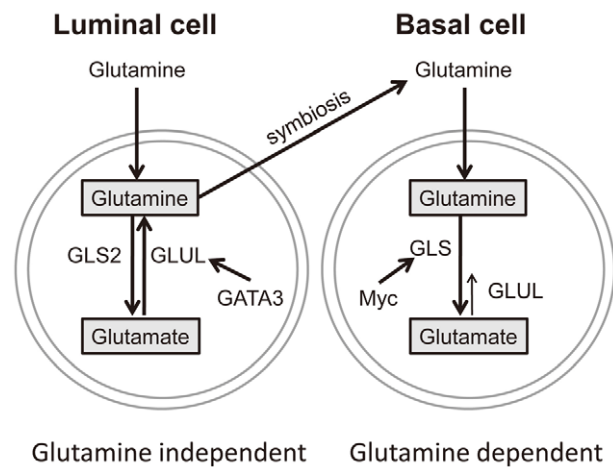 Luminal cell
Basal cell
Glutamine
Glutamine
symbiosis
Glutamine
Glutamine
GLS2
GLUL
GLS
GATA3
Myc
GLUL
Glutamate
Glutamate
Glutamine independent
Glutamine dependent